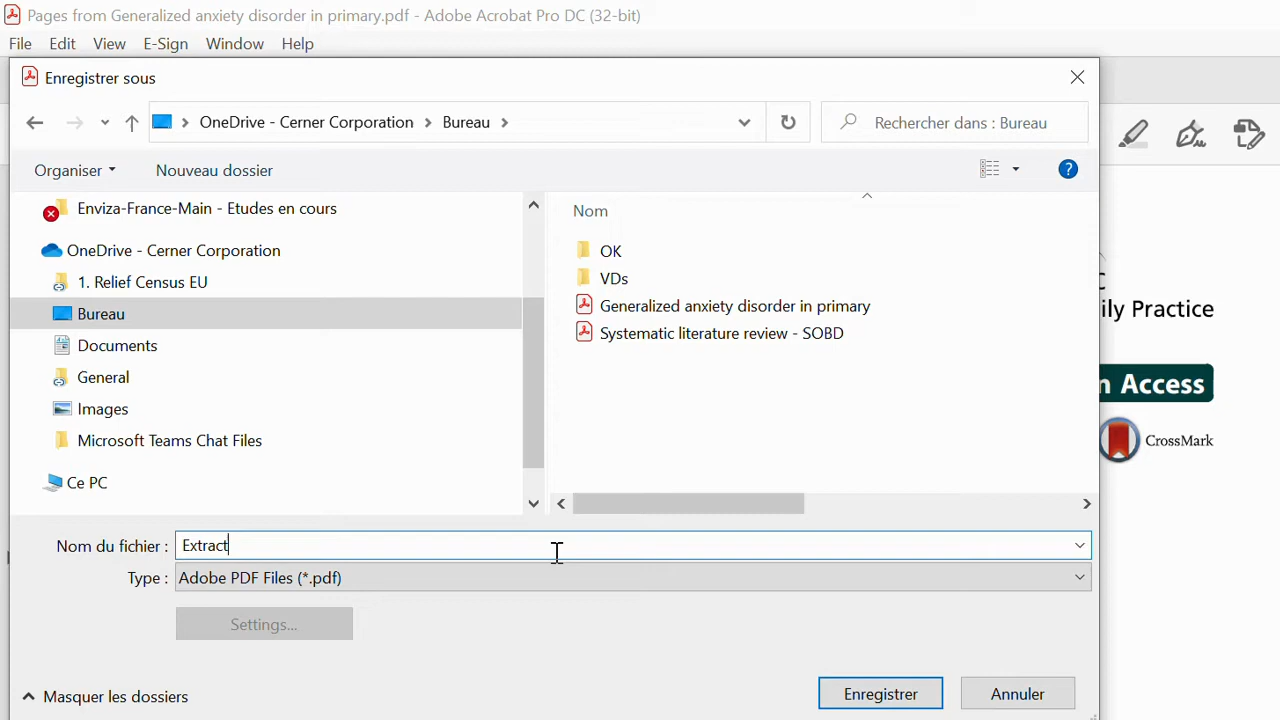 Pages from Generalized anxiety disorder in primary.pdf - Adobe Acrobat Pro DC (32-bit)
File Edit View E-Sign Window Help
Enregistrer sous
OneDrive - Cerner Corporation Bureau
Rechercher dans : Bureau
Organiser Nouveau dossier
Enviza-France-Main - Etudes en cours
OneDrive - Cerner Corporation
1. Relief Census EU
Bureau
Documents
General
Images
Microsoft Teams Chat Files
Ce PC
Nom
OK
VDs
Generalized anxiety disorder in primary
Systematic literature review - SOBD
C
ily Practice
n Access
CrossMark
Nom du fichier : Extract
Type : Adobe PDF Files (*.pdf)
Settings...
Masquer les dossiers
Enregistrer Annuler